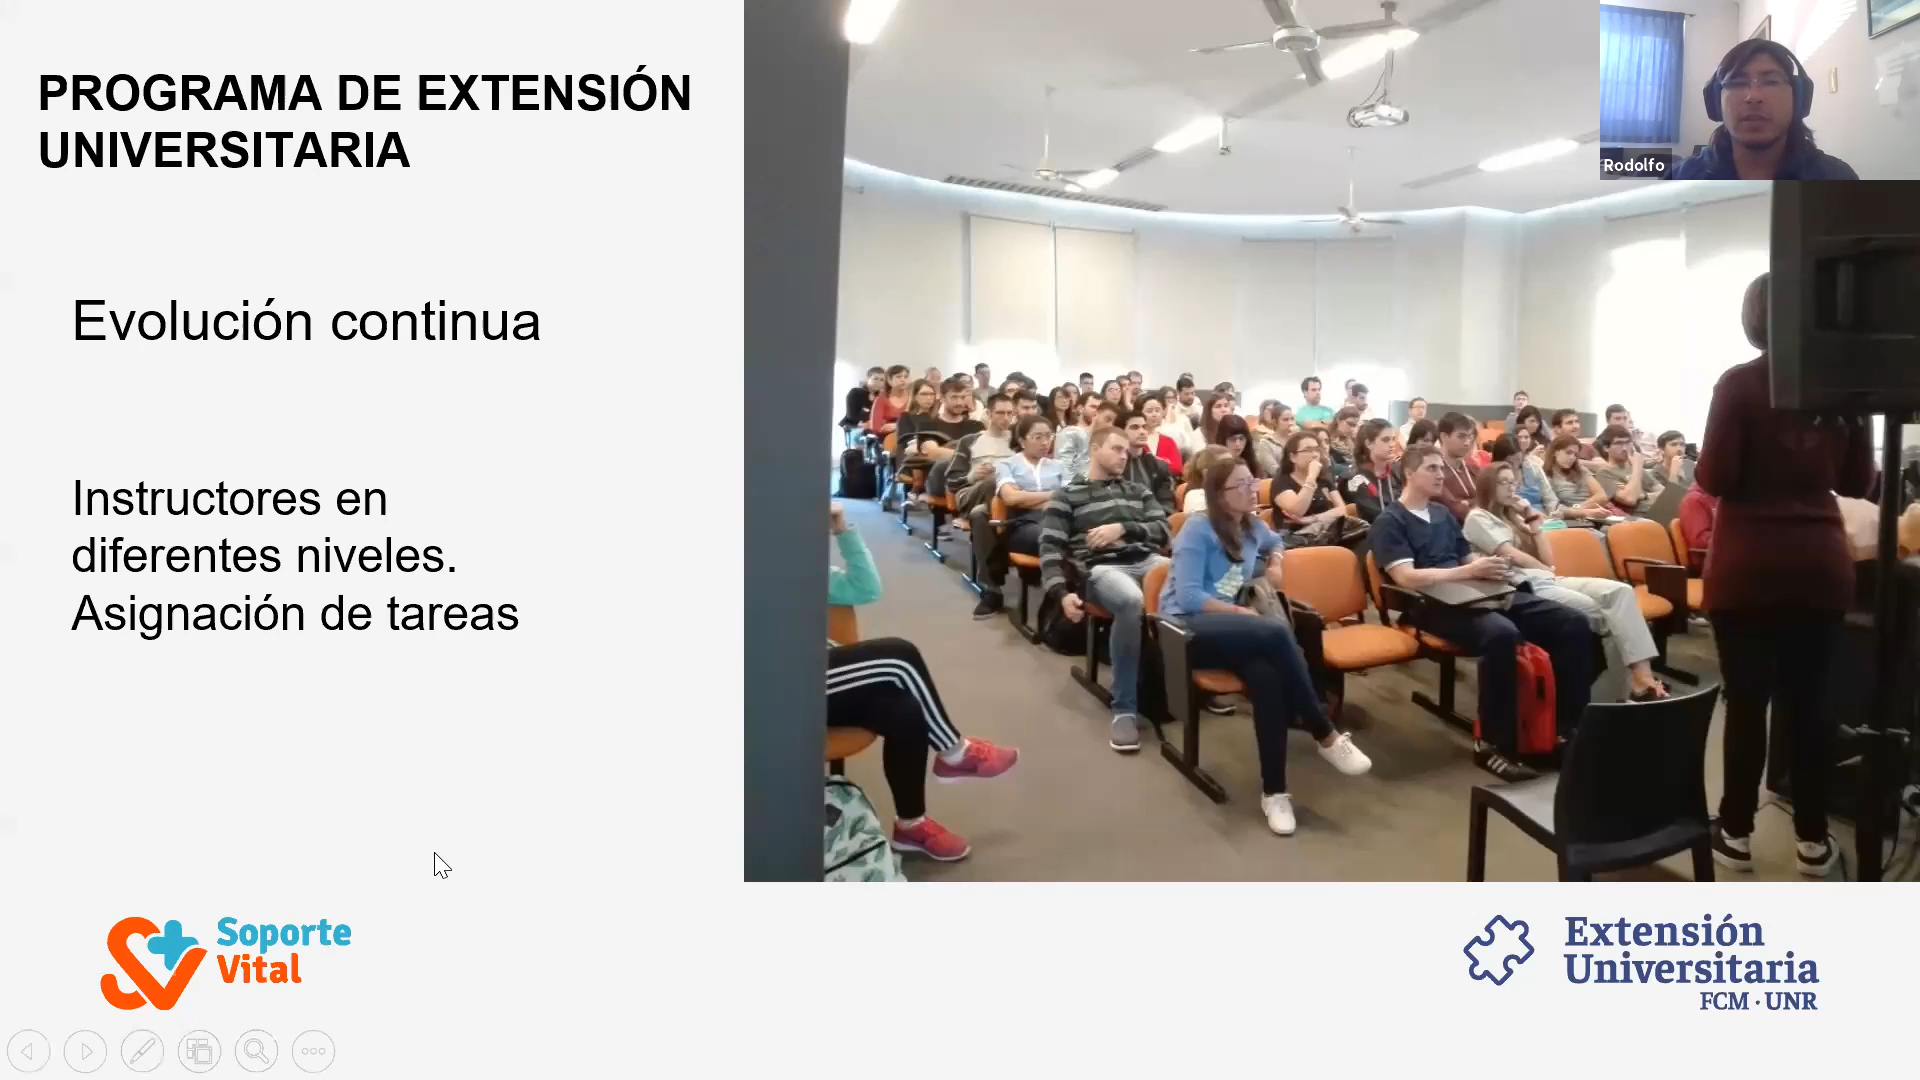 PROGRAMA DE EXTENSIÓN
UNIVERSITARIA
Rodolfo
Evolución continua
Instructores en
diferentes niveles.
Asignación de tareas
Soporte
Vital
Extensión
Universitaria
FCM · UNR